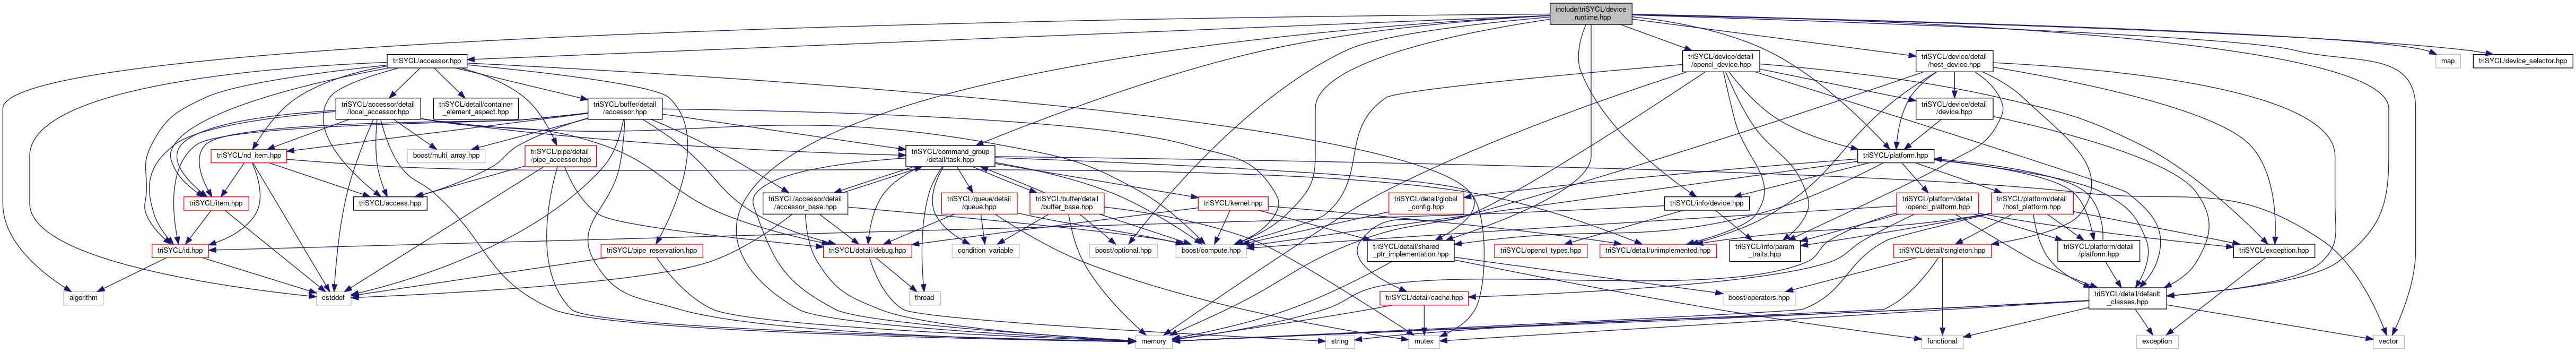 include/triSYCL/device
_runtime.hpp
triSYCL/accessor.hpp
triSYCL/device/detail
/opencl_device.hpp
triSYCL/device/detail
/host_device.hpp
map
triSYCL/device_selector.hpp
triSYCL/accessor/detail
/local_accessor.hpp
triSYCL/detail/container
_element_aspect.hpp
triSYCL/buffer/detail
/accessor.hpp
triSYCL/device/detail
/device.hpp
triSYCL/nd_item.hpp
boost/multi_array.hpp
triSYCL/pipe/detail
/pipe_accessor.hpp
triSYCL/command_group
/detail/task.hpp
triSYCL/platform.hpp
triSYCL/item.hpp
triSYCL/access.hpp
triSYCL/accessor/detail
/accessor_base.hpp
triSYCL/queue/detail
/queue.hpp
triSYCL/buffer/detail
/buffer_base.hpp
triSYCL/kernel.hpp
triSYCL/detail/global
_config.hpp
triSYCL/info/device.hpp
triSYCL/platform/detail
/opencl_platform.hpp
triSYCL/platform/detail
/host_platform.hpp
triSYCL/id.hpp
triSYCL/pipe_reservation.hpp
triSYCL/detail/debug.hpp
condition_variable
boost/optional.hpp
boost/compute.hpp
triSYCL/detail/shared
_ptr_implementation.hpp
triSYCL/opencl_types.hpp
triSYCL/detail/unimplemented.hpp
triSYCL/info/param
_traits.hpp
triSYCL/detail/singleton.hpp
triSYCL/platform/detail
/platform.hpp
triSYCL/exception.hpp
algorithm
cstddef
thread
triSYCL/detail/cache.hpp
boost/operators.hpp
triSYCL/detail/default
_classes.hpp
memory
string
mutex
functional
exception
vector